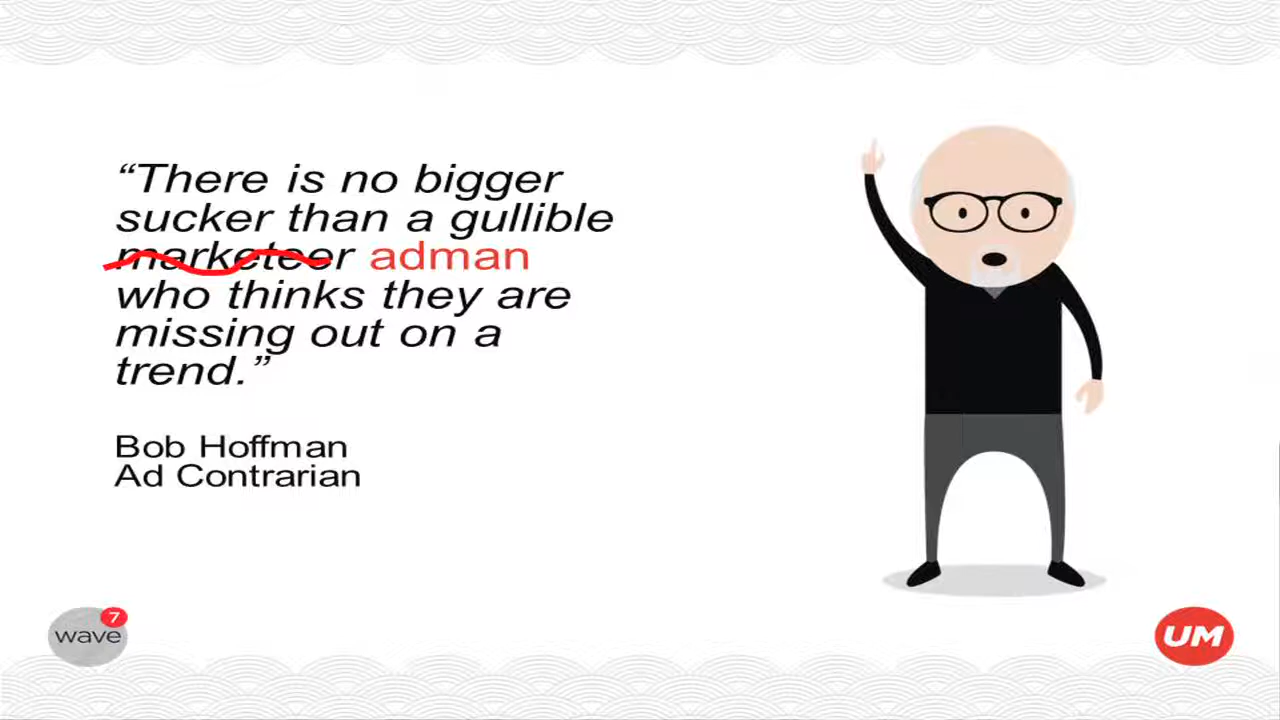 “There is no bigger
sucker than a gullible
marketeer adman
who thinks they are
missing out on a
trend.”
Bob Hoffman
Ad Contrarian
7
wave
UM